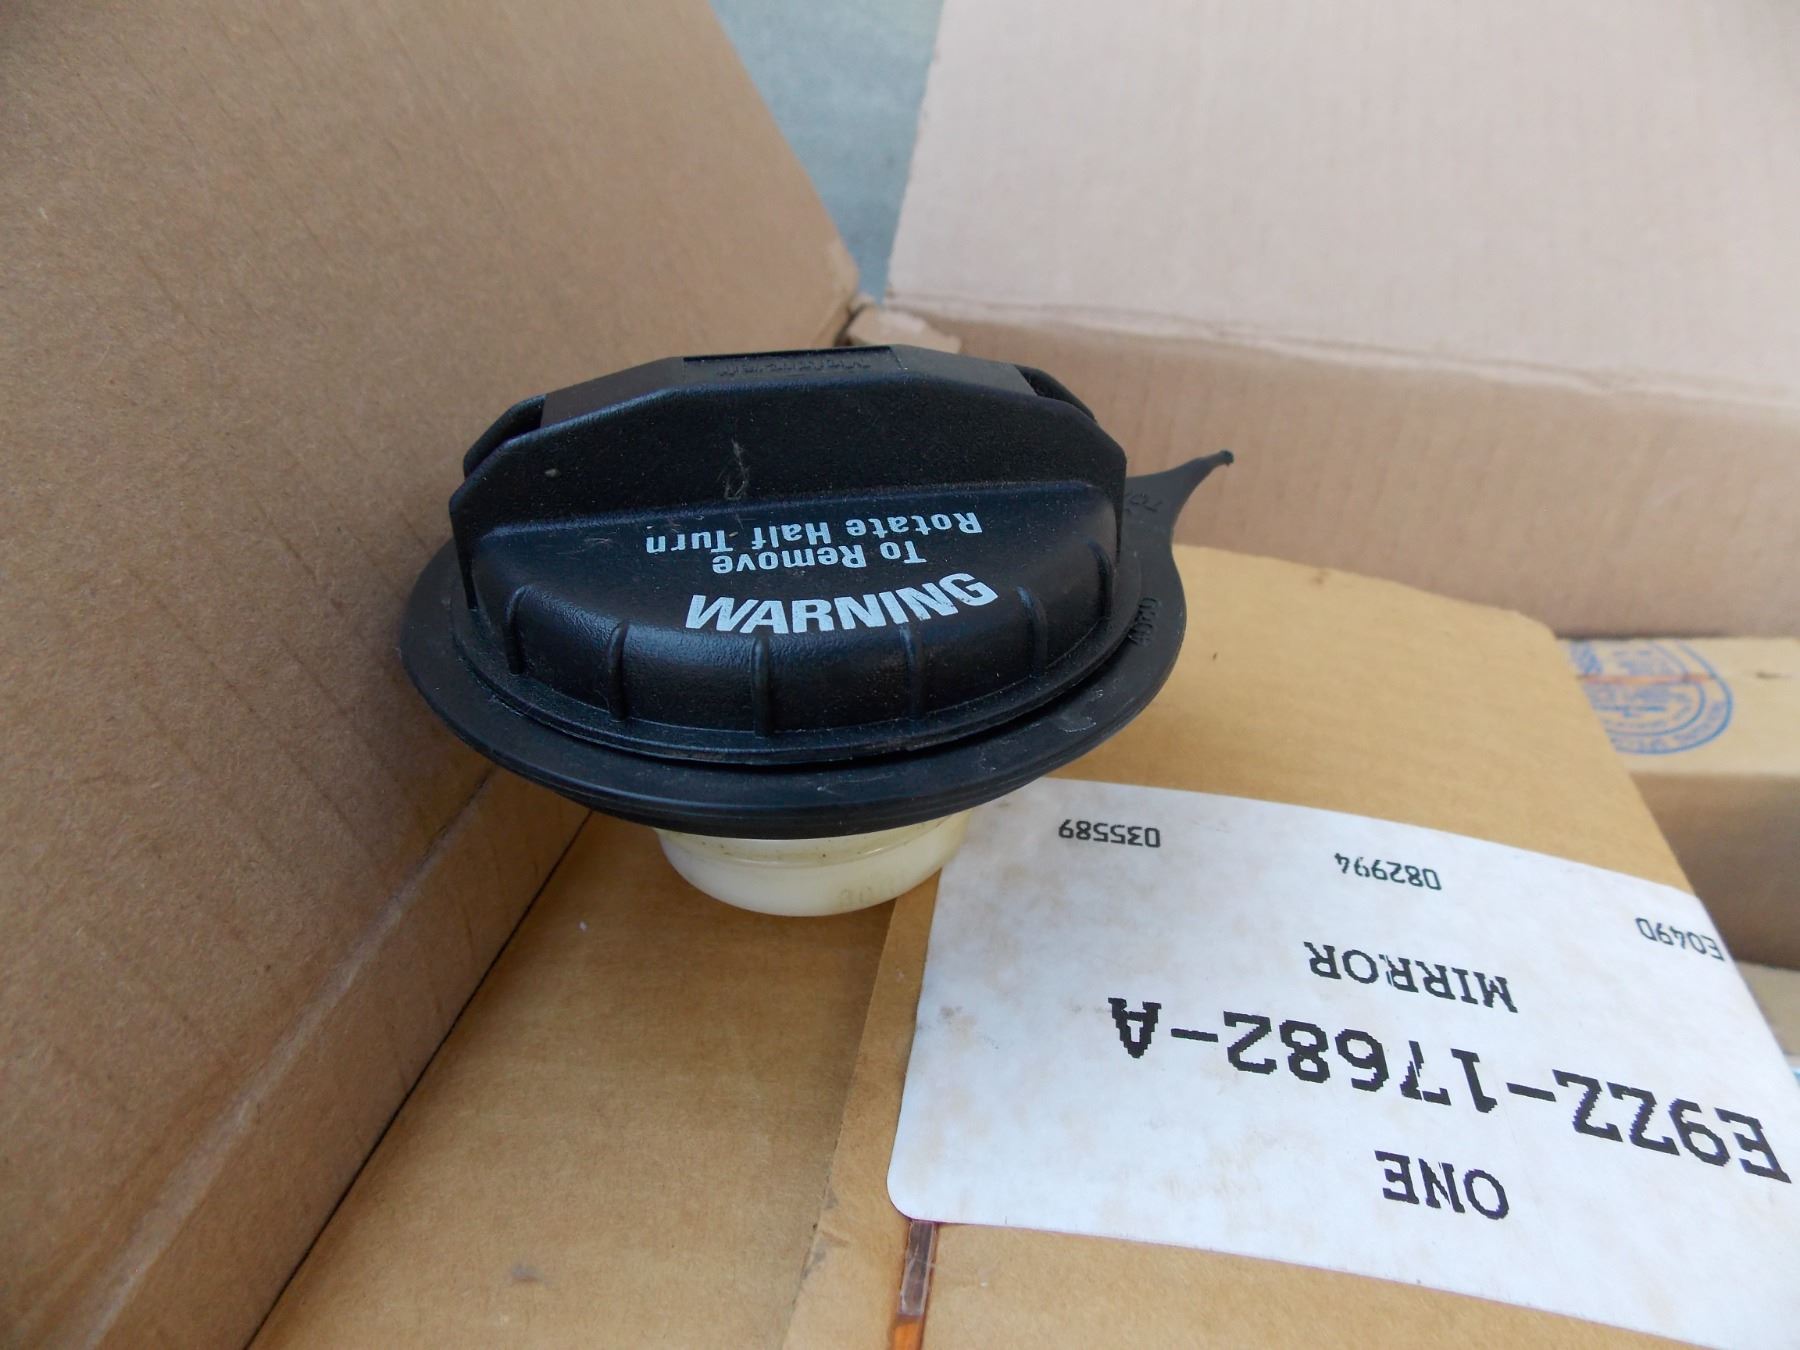 WARNING
To Remove
Rotate Half Turn
ONE
E9ZZ-17682-A
MIRROR
E049D
082994
035589